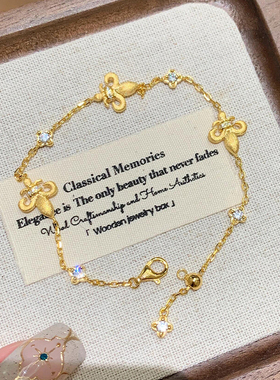 Classical Memories
Elegance is The only beauty that never fades
Wood Craftsmanship and Home Aesthetics
「 Wooden jewelry box 」